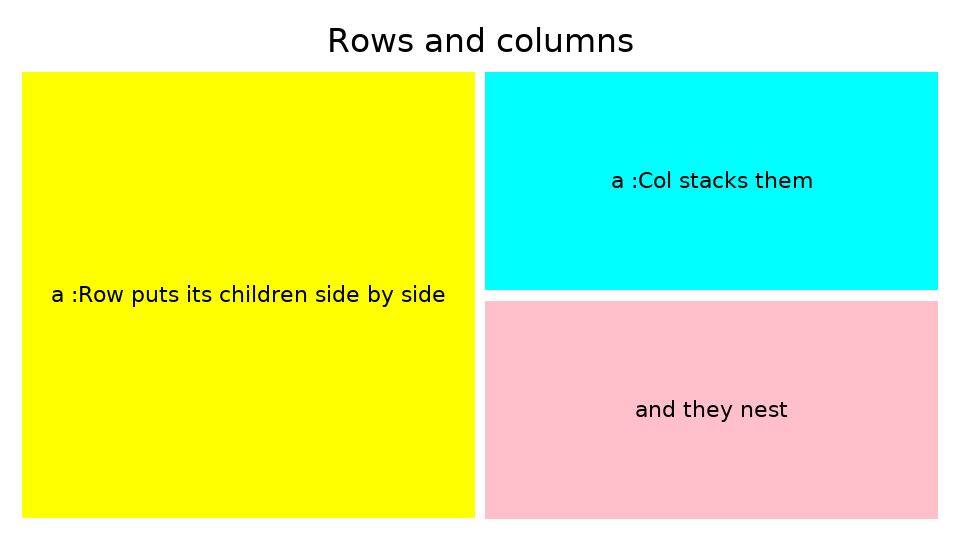 Rows and columns
a :Row puts its children side by side
a :Col stacks them
and they nest